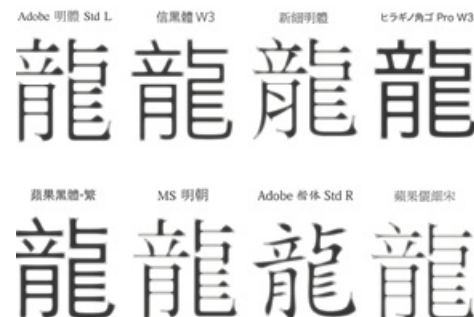 Adobe 明體 Std L
信黑體 W3
新細明體
ヒラギノ角ゴ Pro W3
龍
龍
龍
龍
蘋果黑體-繁
MS 明朝
Adobe 楷体 Std R
蘋果儷細宋
龍
龍
龍
龍